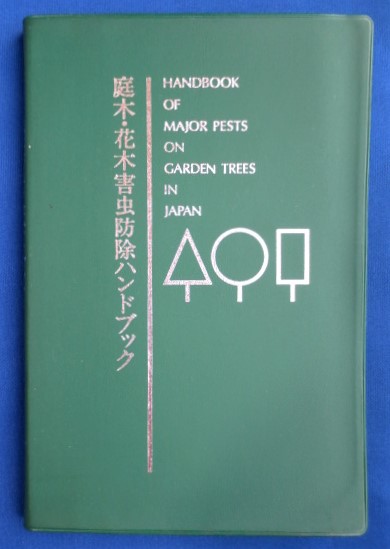 庭木・花木害虫防除ハンドブック
HANDBOOK
OF
MAJOR PESTS
ON
GARDEN TREES
IN
JAPAN